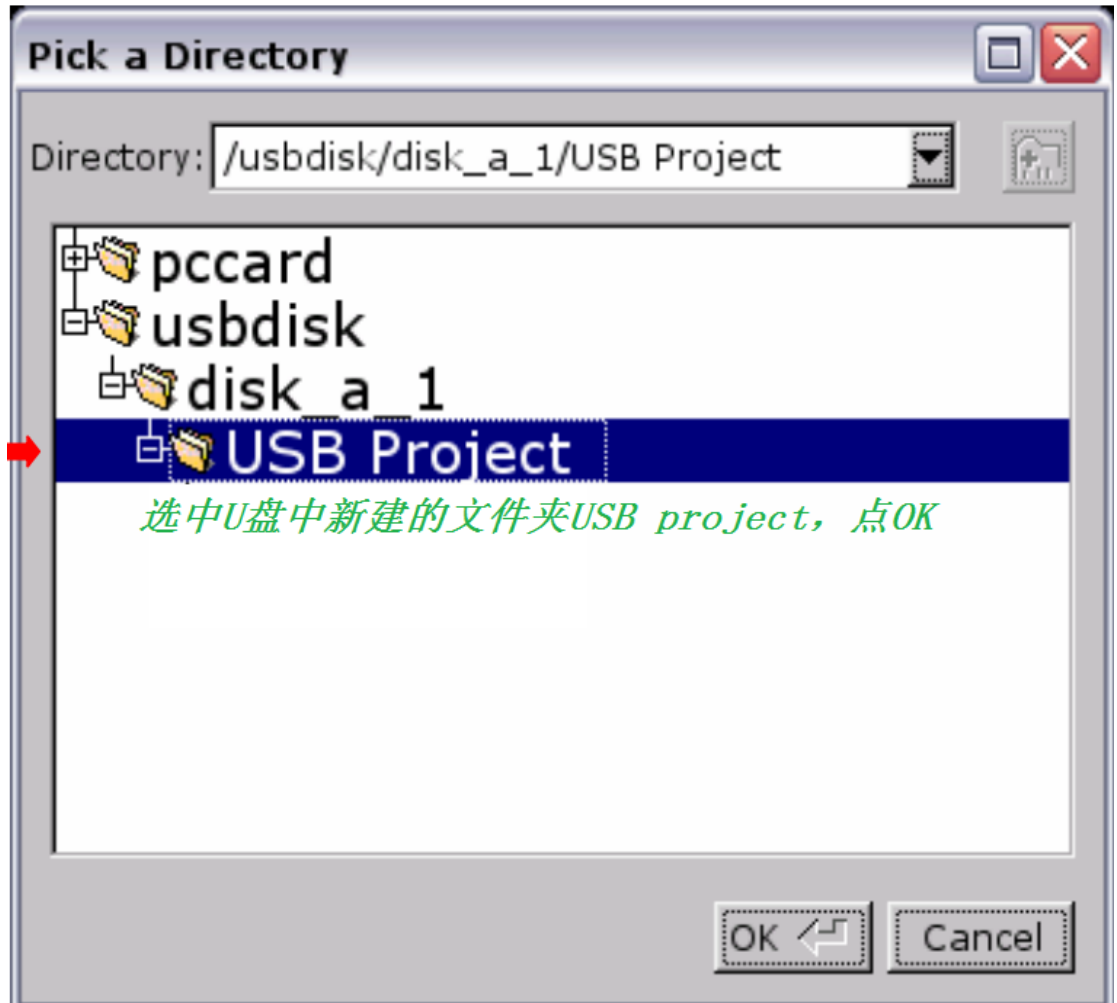 Pick a Directory
Directory: /usbdisk/disk_a_1/USB Project
pccard
usbdisk
disk_a_1
USB Project
选中U盘中新建的文件夹USB project，点OK
OK Cancel